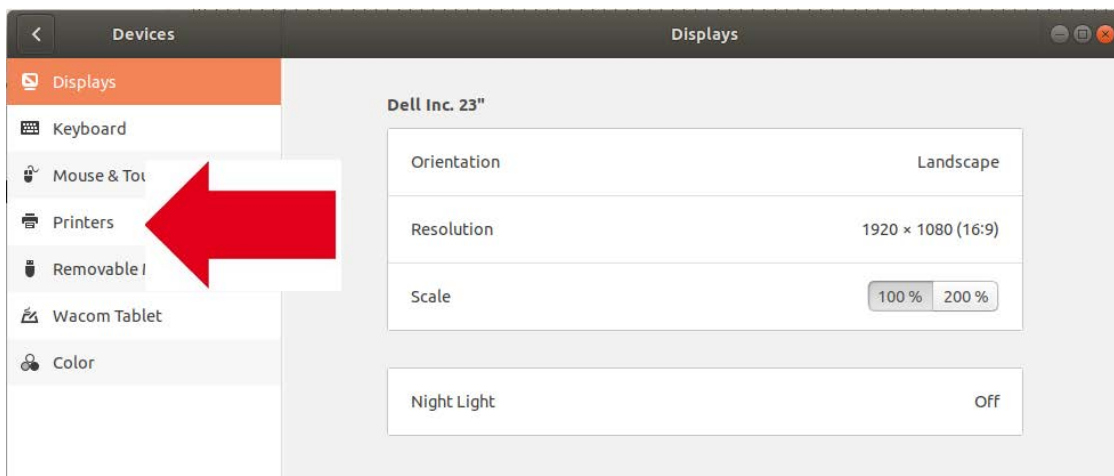 Devices
Displays
Displays
Keyboard
Mouse &
Printers
Removable
Wacom Tablet
Color
Dell Inc. 23"
Orientation Landscape
Resolution 1920 × 1080 (16:9)
Scale 100 % 200 %
Night Light Off